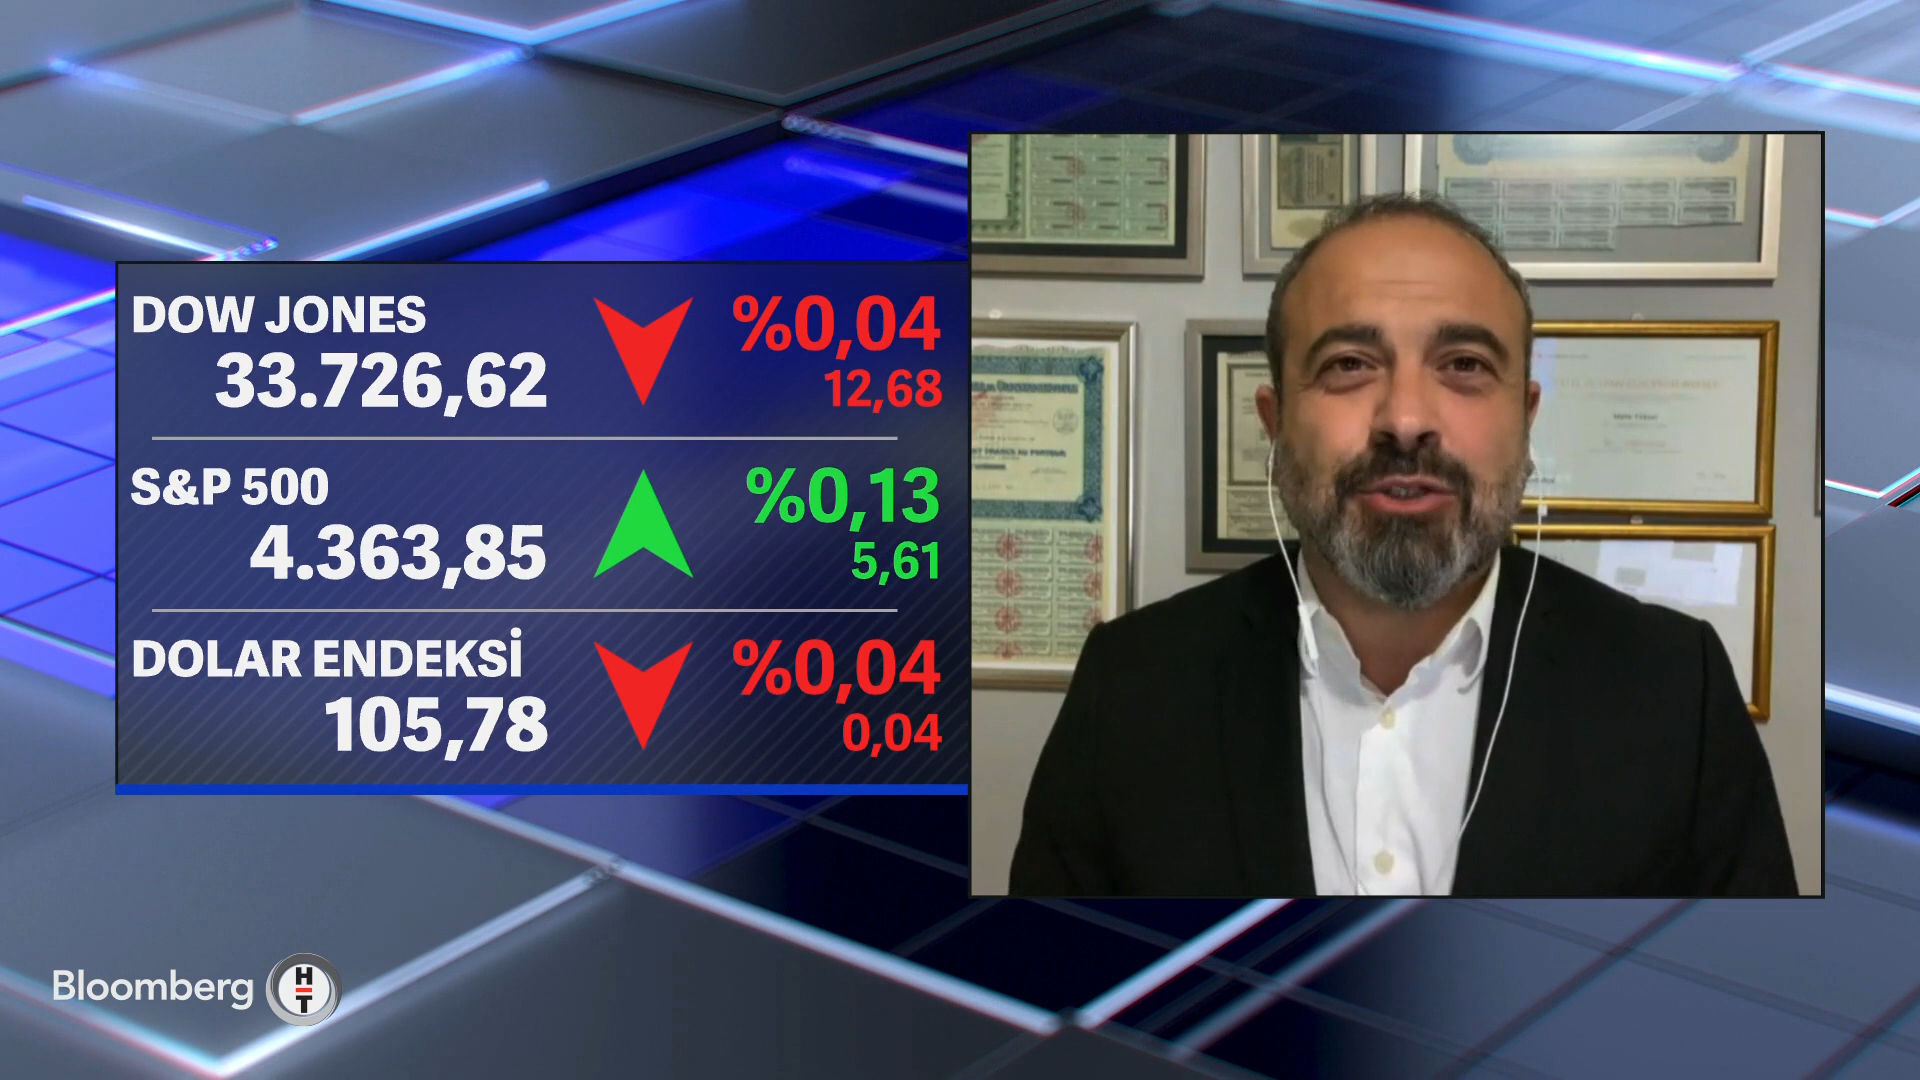 DOW JONES
33.726,62
%0,04
12,68
S&P 500
4.363,85
%0,13
5,61
DOLAR ENDEKSİ
105,78
%0,04
0,04
Bloomberg HT